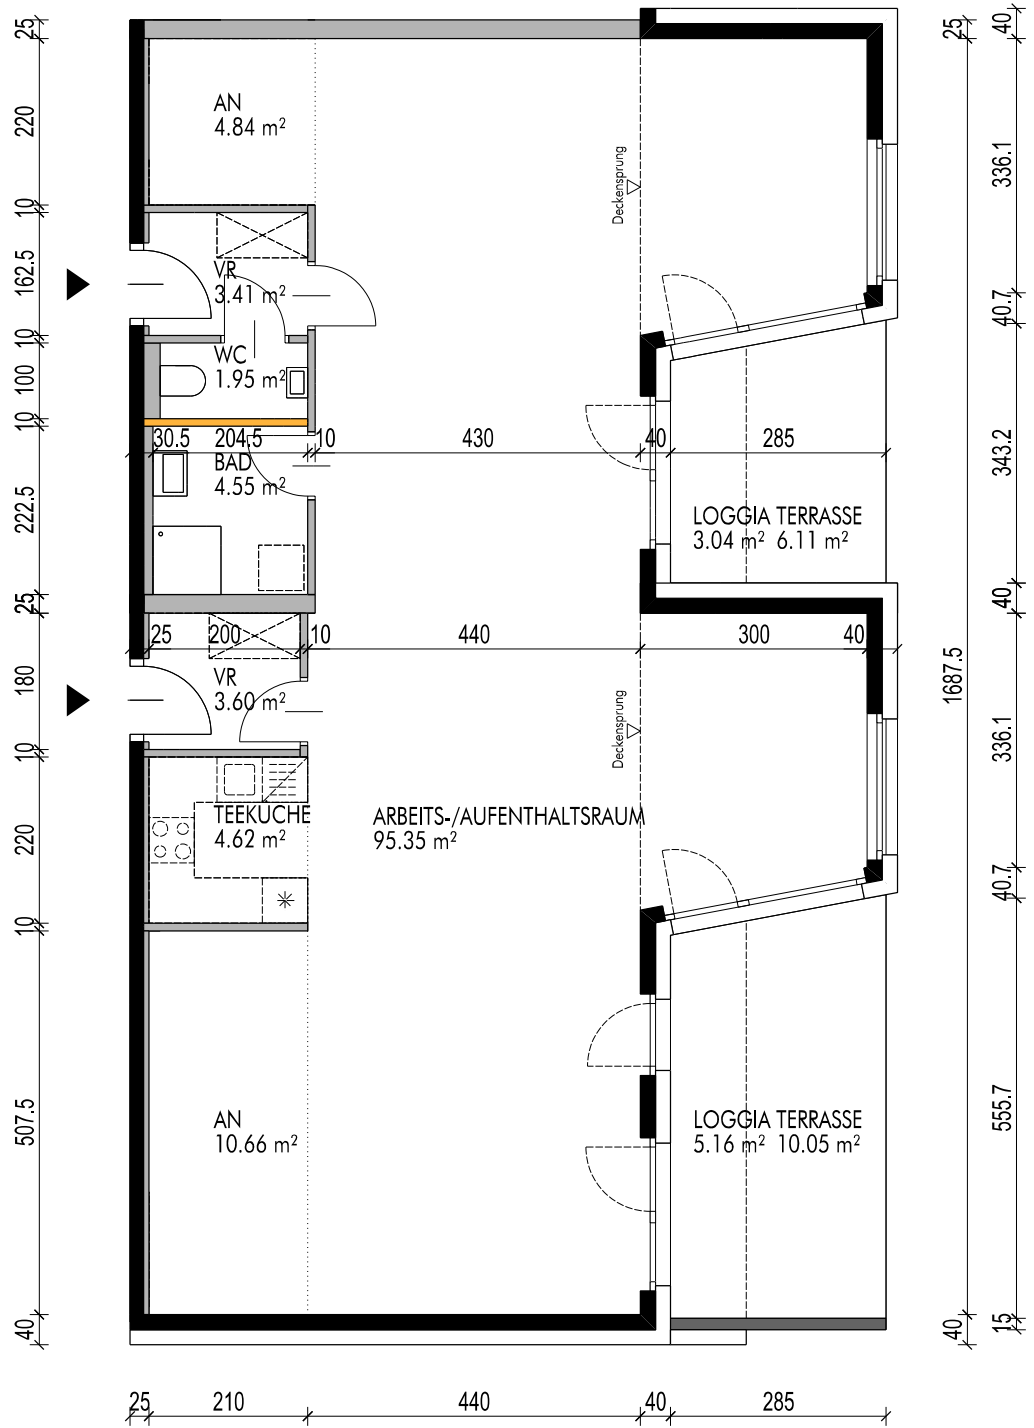 25
40
25
AN
4.84 m²
220
Deckensprung
336.1
10
162.5
VR
3.41 m²
40.7
10
WC
1.95 m²
100
10
30.5
204.5
10
430
40
285
BAD
4.55 m²
343.2
222.5
LOGGIA TERRASSE
3.04 m² 6.11 m²
25
40
25
200
10
440
300
40
1687.5
VR
3.60 m²
180
Deckensprung
336.1
10
TEEKÜCHE
4.62 m²
ARBEITS-/AUFENTHALTSRAUM
95.35 m²
220
40.7
10
AN
10.66 m²
507.5
LOGGIA TERRASSE
5.16 m² 10.05 m²
555.7
40
40
15
25
210
440
40
285